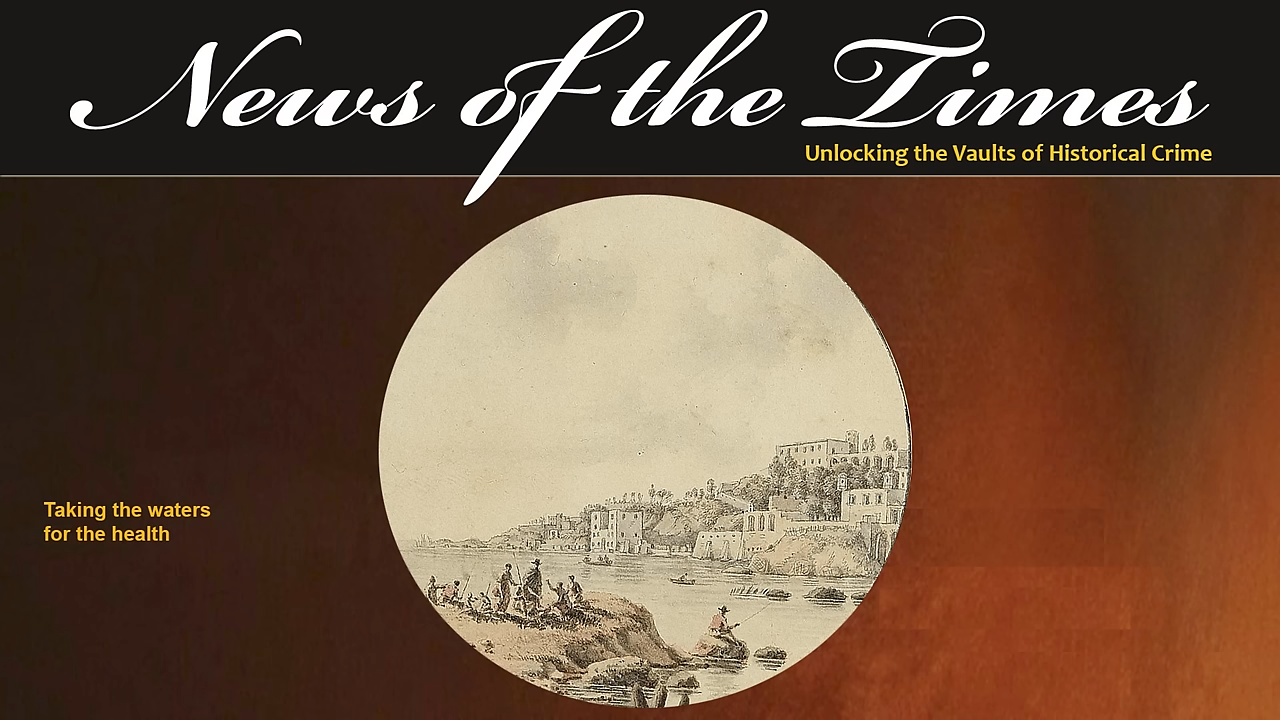 News of the Times
Unlocking the Vaults of Historical Crime
Taking the waters
for the health